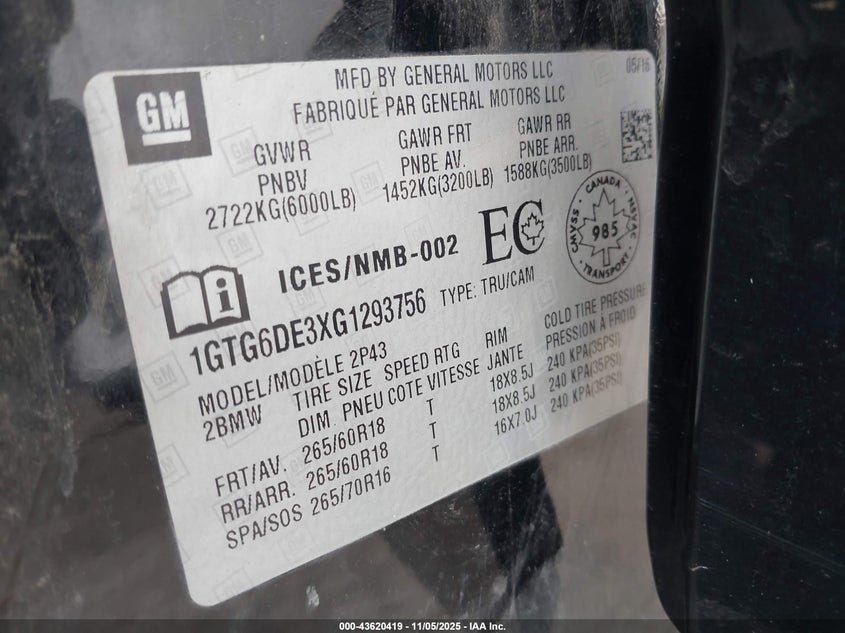 GM
MFD BY GENERAL MOTORS LLC
05/16
FABRIQUÉ PAR GENERAL MOTORS LLC
GVWR
PNBV
2722KG(6000LB)
GAWR FRT
PNBE AV.
1452KG(3200LB)
GAWR RR
PNBE ARR.
1588KG(3500LB)
ICES/NMB-002
EC
CANADA
CMVSS
NSVAC
985
TRANSPORT
1GTG6DE3XG1293756 TYPE: TRU/CAM
MODEL/MODÈLE 2P43
2BMW
TIRE SIZE SPEED RTG RIM COLD TIRE PRESSURE
DIM. PNEU COTE VITESSE JANTE PRESSION À FROID
FRT/AV. 265/60R18 T 18X8.5J 240 KPA(35PSI)
RR/ARR. 265/60R18 T 18X8.5J 240 KPA(35PSI)
SPA/SOS 265/70R16 T 16X7.0J 240 KPA(35PSI)
000-43620419 - 11/05/2025 - IAA Inc.